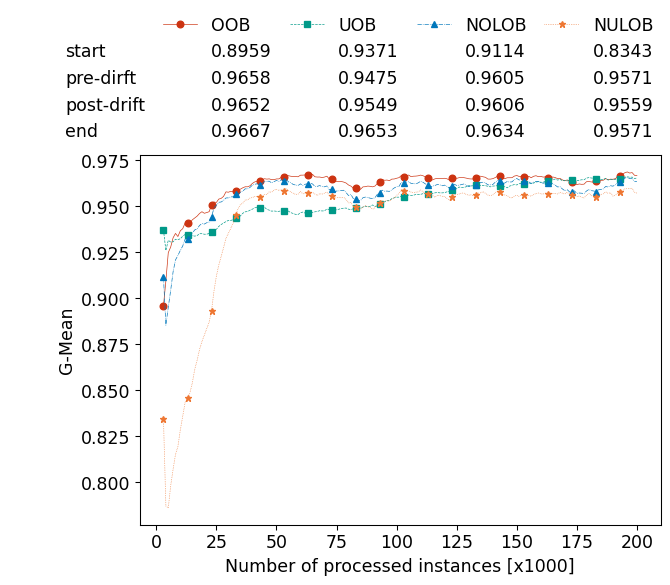 OOB UOB NOLOB NULOB
start 0.8959 0.9371 0.9114 0.8343
pre-dirft 0.9658 0.9475 0.9605 0.9571
post-drift 0.9652 0.9549 0.9606 0.9559
end 0.9667 0.9653 0.9634 0.9571
0.975
0.950
0.925
0.900
0.875
0.850
0.825
0.800
G-Mean
0 25 50 75 100 125 150 175 200
Number of processed instances [x1000]